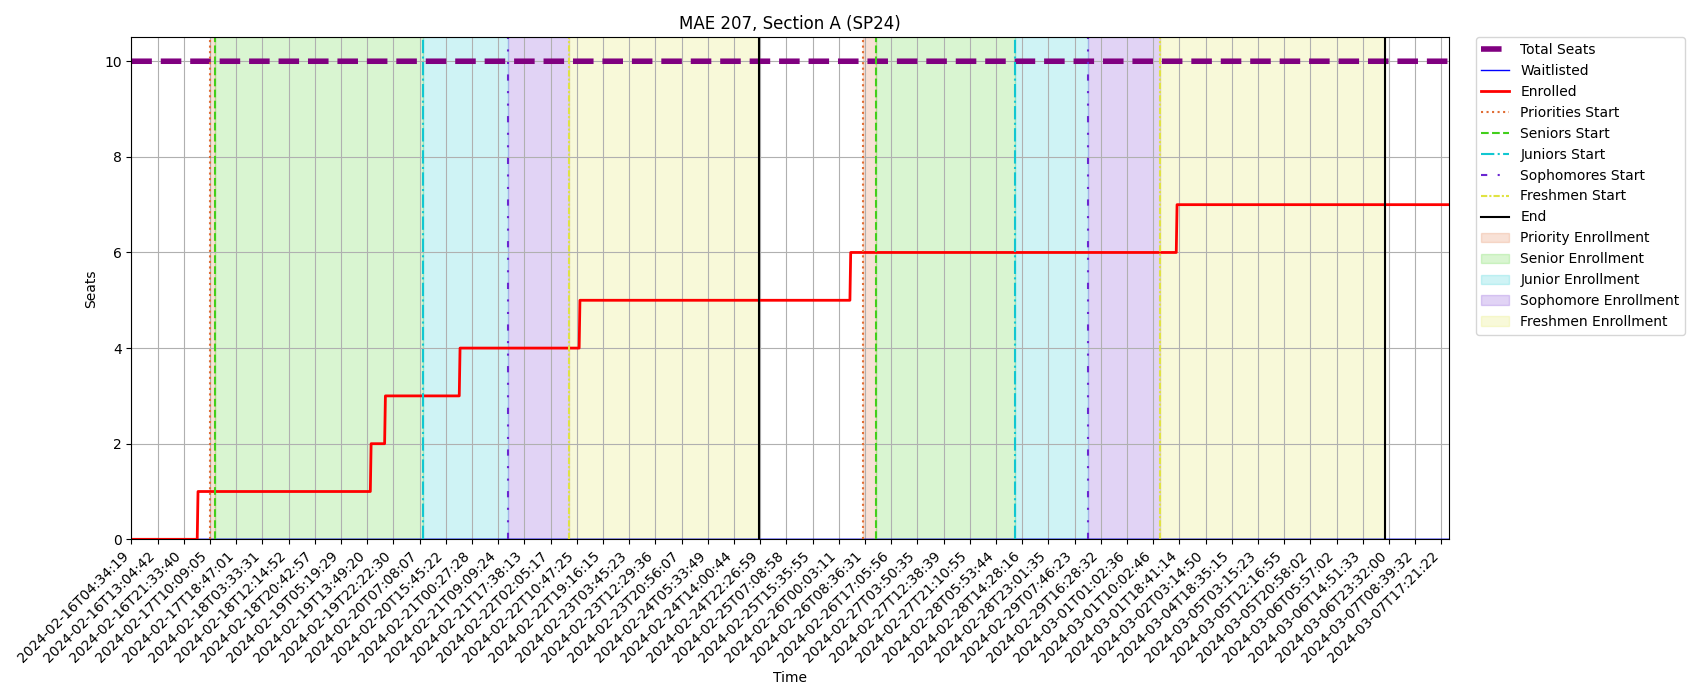 MAE 207, Section A (SP24)
10
8
6
4
2
0
Seats
2024-02-16T04:34:19
2024-02-16T13:04:42
2024-02-16T21:33:40
2024-02-17T10:09:05
2024-02-17T18:47:01
2024-02-18T03:33:31
2024-02-18T12:14:52
2024-02-18T20:42:57
2024-02-19T05:19:29
2024-02-19T13:49:20
2024-02-19T22:22:30
2024-02-20T07:08:07
2024-02-20T15:45:22
2024-02-21T00:27:28
2024-02-21T09:09:24
2024-02-21T17:38:13
2024-02-22T02:05:17
2024-02-22T10:47:23
2024-02-22T19:16:15
2024-02-23T03:45:23
2024-02-23T12:29:36
2024-02-23T20:56:07
2024-02-24T05:33:49
2024-02-24T14:00:44
2024-02-24T22:26:59
2024-02-25T07:08:58
2024-02-25T15:35:55
2024-02-26T00:03:11
2024-02-26T08:36:31
2024-02-26T17:05:56
2024-02-27T03:50:35
2024-02-27T12:38:39
2024-02-27T21:10:55
2024-02-28T05:53:44
2024-02-28T14:28:16
2024-02-28T23:01:35
2024-02-29T07:46:23
2024-02-29T16:28:32
2024-03-01T01:02:36
2024-03-01T10:02:46
2024-03-01T18:41:14
2024-03-02T03:14:50
2024-03-04T18:35:15
2024-03-05T03:15:23
2024-03-05T12:16:55
2024-03-05T20:58:02
2024-03-06T05:57:02
2024-03-06T14:51:33
2024-03-06T23:32:00
2024-03-07T08:39:32
2024-03-07T17:21:22
Time
Total Seats
Waitlisted
Enrolled
Priorities Start
Seniors Start
Juniors Start
Sophomores Start
Freshmen Start
End
Priority Enrollment
Senior Enrollment
Junior Enrollment
Sophomore Enrollment
Freshmen Enrollment